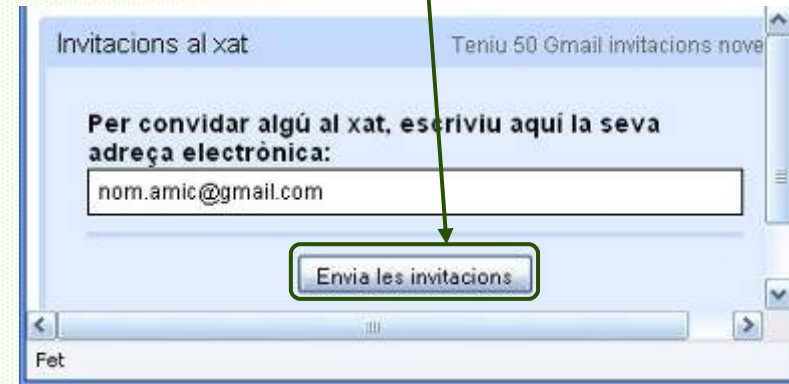 Invitacions al xat
Teniu 50 Gmail invitacions nove
Per convidar algú al xat, escriviu aquí la seva
adreça electrònica:
nom.amic@gmail.com
Envia les invitacions
Fet